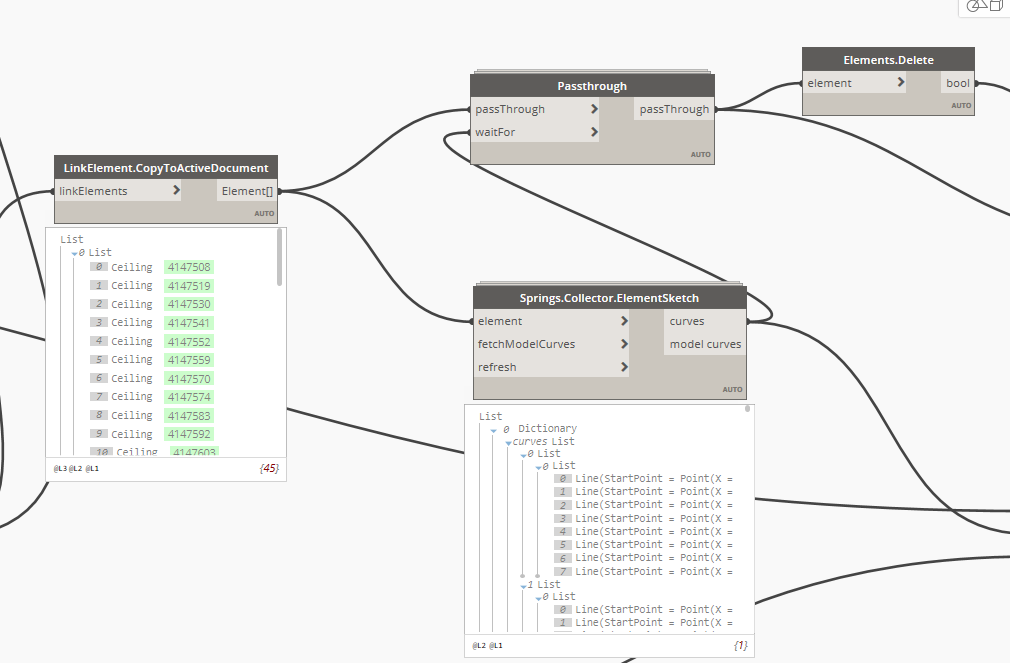 Elements.Delete
element > bool
AUTO
Passthrough
passThrough > passThrough
waitFor >
AUTO
LinkElement.CopyToActiveDocument
linkElements > Element[]
AUTO
List
0 List
0 Ceiling 4147508
1 Ceiling 4147519
2 Ceiling 4147530
3 Ceiling 4147541
4 Ceiling 4147552
5 Ceiling 4147559
6 Ceiling 4147570
7 Ceiling 4147574
8 Ceiling 4147583
9 Ceiling 4147592
10 Ceiling 4147603
@L3 @L2 @L1 {45}
Springs.Collector.ElementSketch
element > curves
fetchModelCurves > model curves
refresh >
AUTO
List
0 Dictionary
curves List
0 List
0 List
0 Line(StartPoint = Point(X =
1 Line(StartPoint = Point(X =
2 Line(StartPoint = Point(X =
3 Line(StartPoint = Point(X =
4 Line(StartPoint = Point(X =
5 Line(StartPoint = Point(X =
6 Line(StartPoint = Point(X =
7 Line(StartPoint = Point(X =
1 List
0 List
0 Line(StartPoint = Point(X =
1 Line(StartPoint = Point(X =
@L2 @L1 {1}